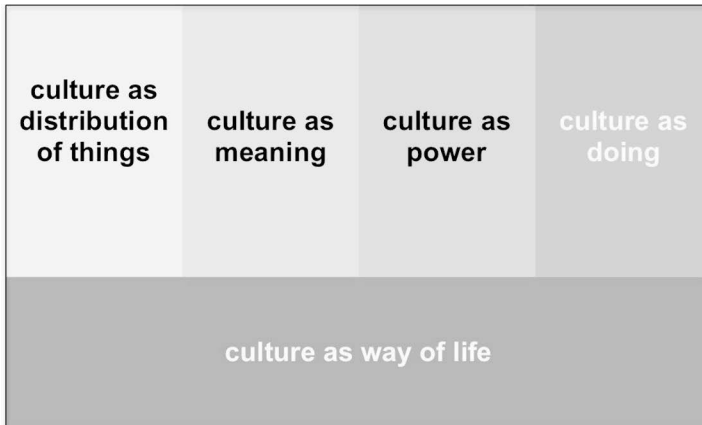 culture as
distribution
of things
culture as
meaning
culture as
power
culture as
doing
culture as way of life